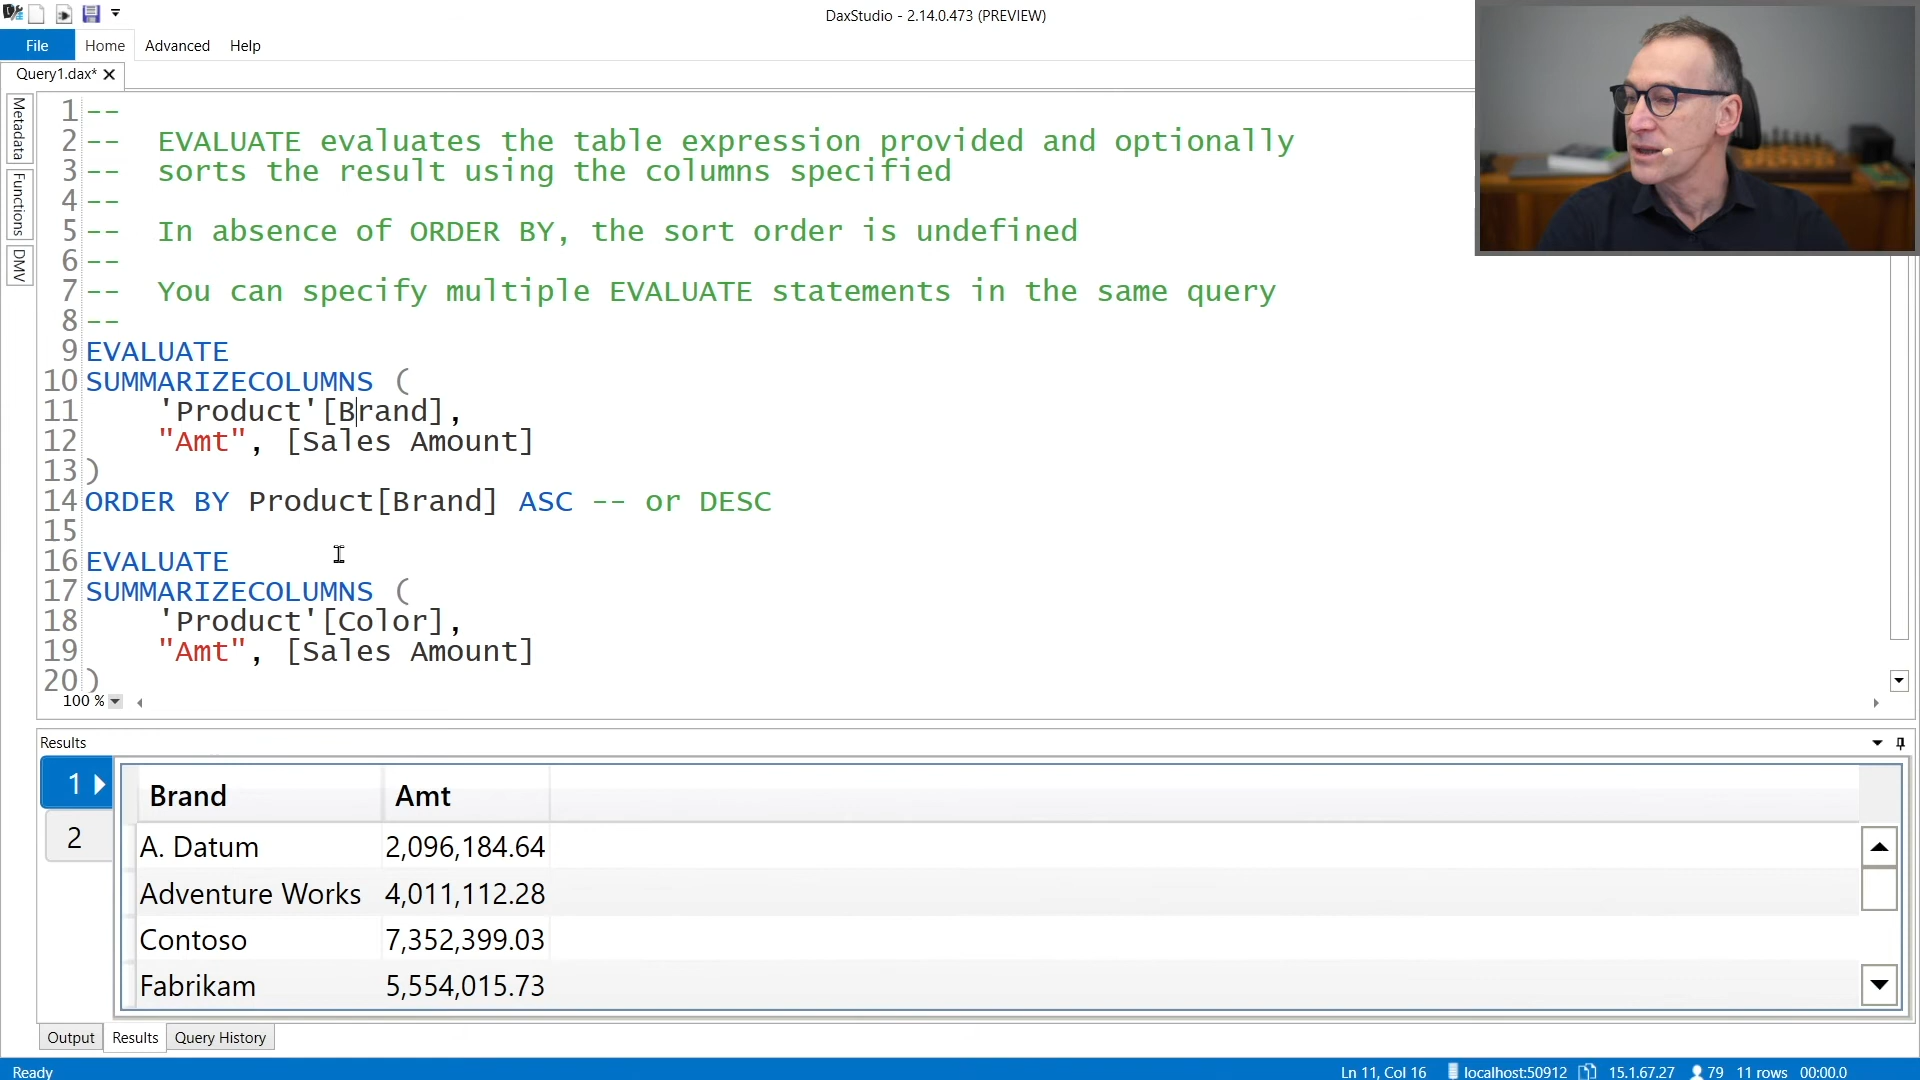 DaxStudio - 2.14.0.473 (PREVIEW)
File Home Advanced Help
Query1.dax*
Metadata
Functions
DMV
1 --
2 -- EVALUATE evaluates the table expression provided and optionally
3 -- sorts the result using the columns specified
4 --
5 -- In absence of ORDER BY, the sort order is undefined
6 --
7 -- You can specify multiple EVALUATE statements in the same query
8 --
9 EVALUATE
10 SUMMARIZECOLUMNS (
11 'Product'[Brand],
12 "Amt", [Sales Amount]
13 )
14 ORDER BY Product[Brand] ASC -- or DESC
15
16 EVALUATE
17 SUMMARIZECOLUMNS (
18 'Product'[Color],
19 "Amt", [Sales Amount]
20 )
100 %
Results
1
2
Brand Amt
A. Datum 2,096,184.64
Adventure Works 4,011,112.28
Contoso 7,352,399.03
Fabrikam 5,554,015.73
Output Results Query History
Ready Ln 11, Col 16 localhost:50912 15.1.67.27 79 11 rows 00:00.0